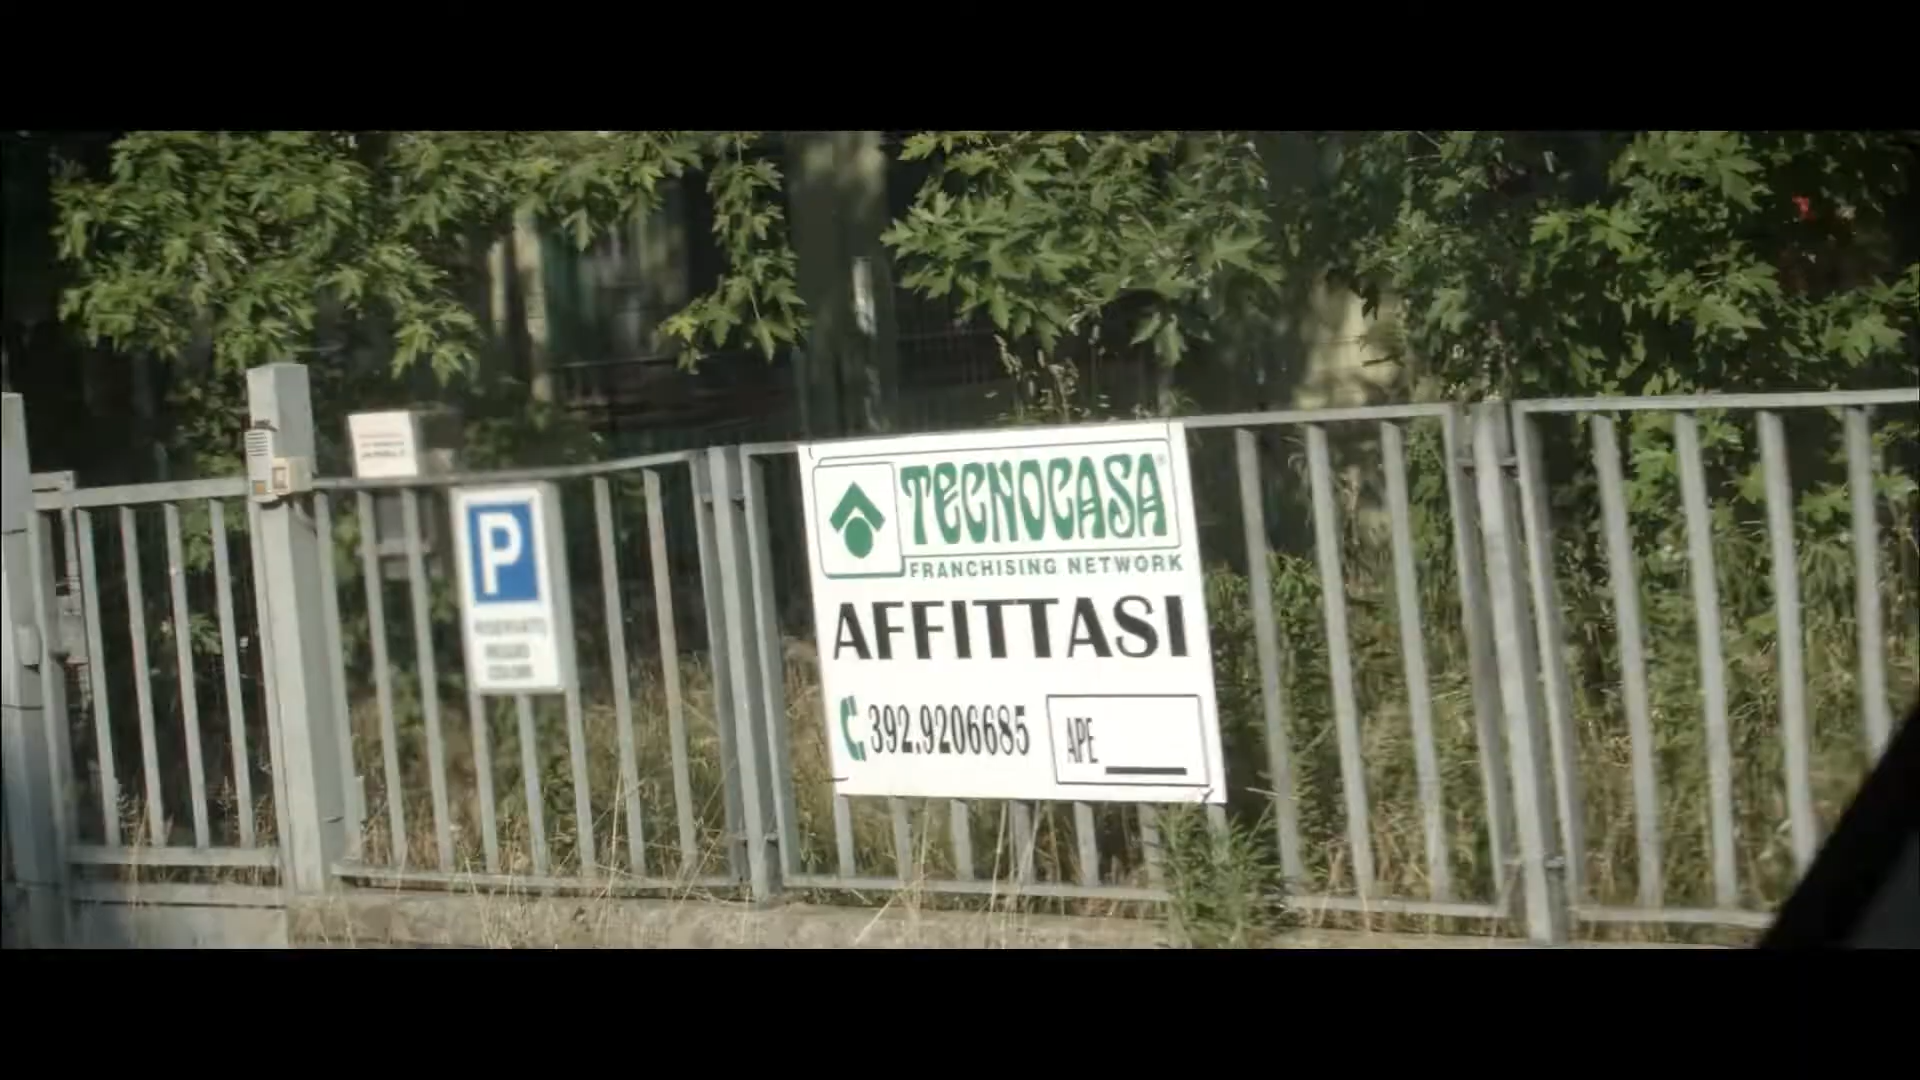 P
TECNOCASA
FRANCHISING NETWORK
AFFITTASI
392.9206685
APE